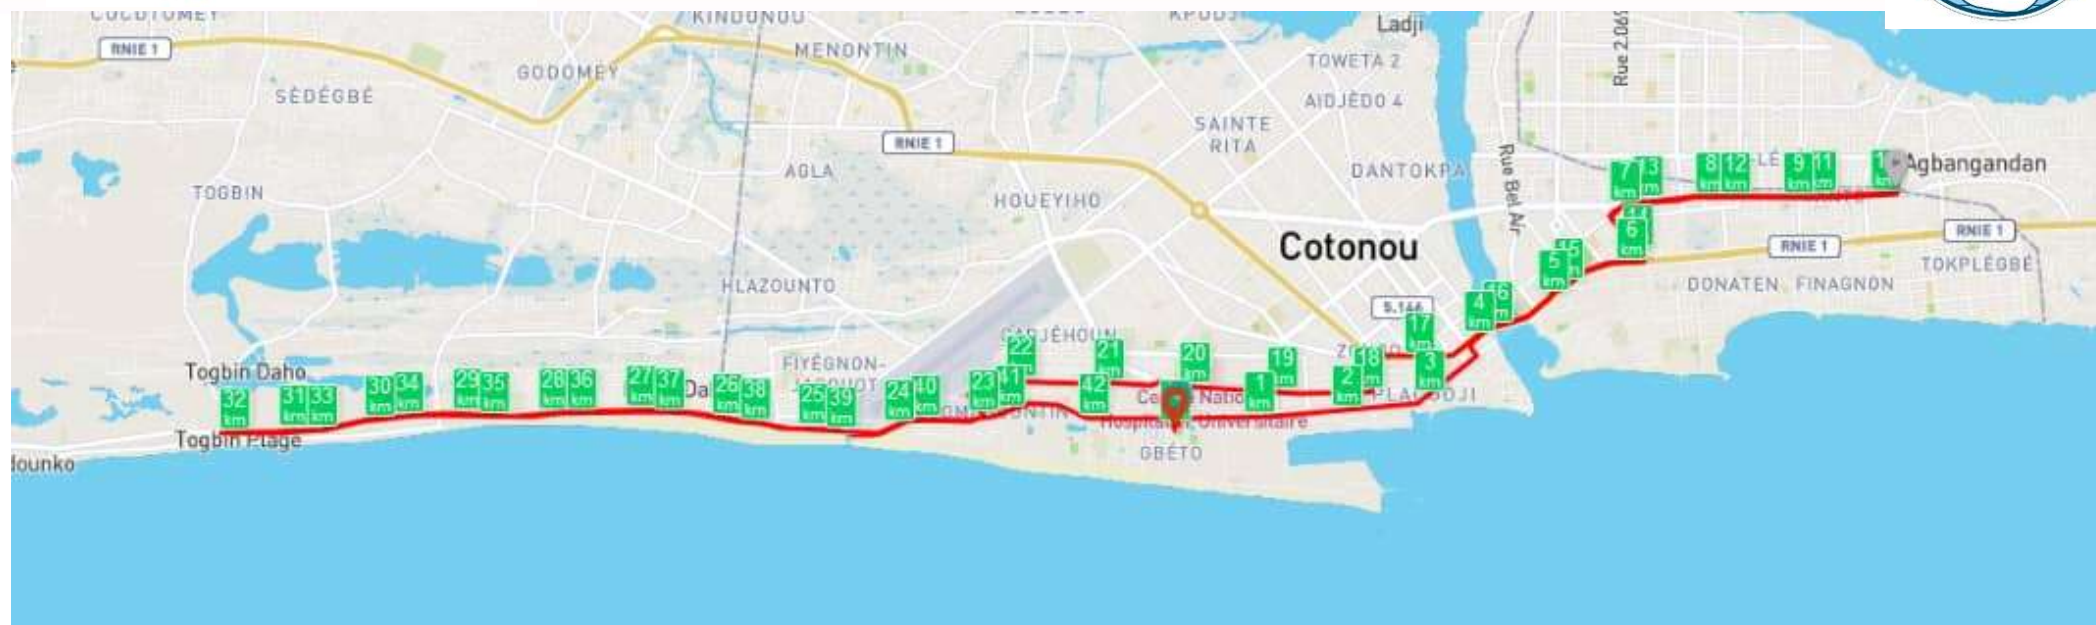 KINDONOU
Ladji
Rue 2.069
RNIE 1
MENONTIN
GODOMEY
TOWETA 2
SÈDÉGBÉ
AIDJÈDO 4
SAINTE
RITA
RNIE 1
Rue Bel Air
AGLA
DANTOKPA
8
km
12
km
9
km
11
km
7
km
13
km
Agbangandan
TOGBIN
HOUEYIHO
Cotonou
6
km
RNIE 1
RNIE 1
5
km
15
TOKPLÉGBÉ
HLAZOUNTO
DONATEN
FINAGNON
4
km
16
S.166
17
3
km
22
km
21
km
20
km
19
km
18
km
1
km
2
km
FIYÉGNON-
Togbin Daho
32
km
31
km
33
km
30
km
34
km
29
km
35
km
28
km
36
km
27
km
37
km
26
km
38
km
25
km
39
km
24
km
40
km
23
km
41
km
42
km
Hospitalier Universitaire
Togbin Plage
GBÉTO